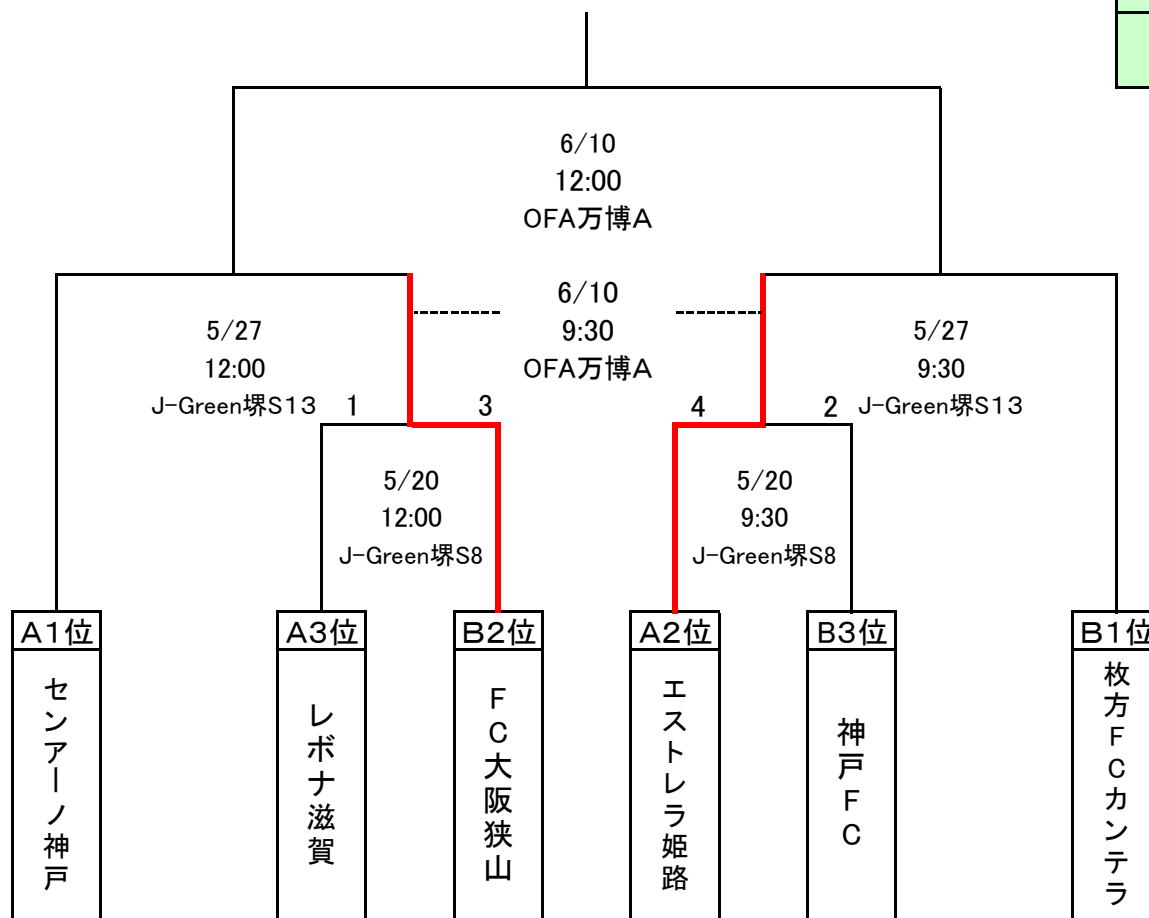 6/10
12:00
OFA万博A
6/10
9:30
OFA万博A
5/27
12:00
J-Green堺S13
5/27
9:30
J-Green堺S13
1
3
4
2
5/20
12:00
J-Green堺S8
5/20
9:30
J-Green堺S8
A1位
A3位
B2位
A2位
B3位
B1位
センアーノ神戸
レボナ滋賀
FC大阪狭山
エストレラ姫路
神戸FC
枚方FCカンテラ